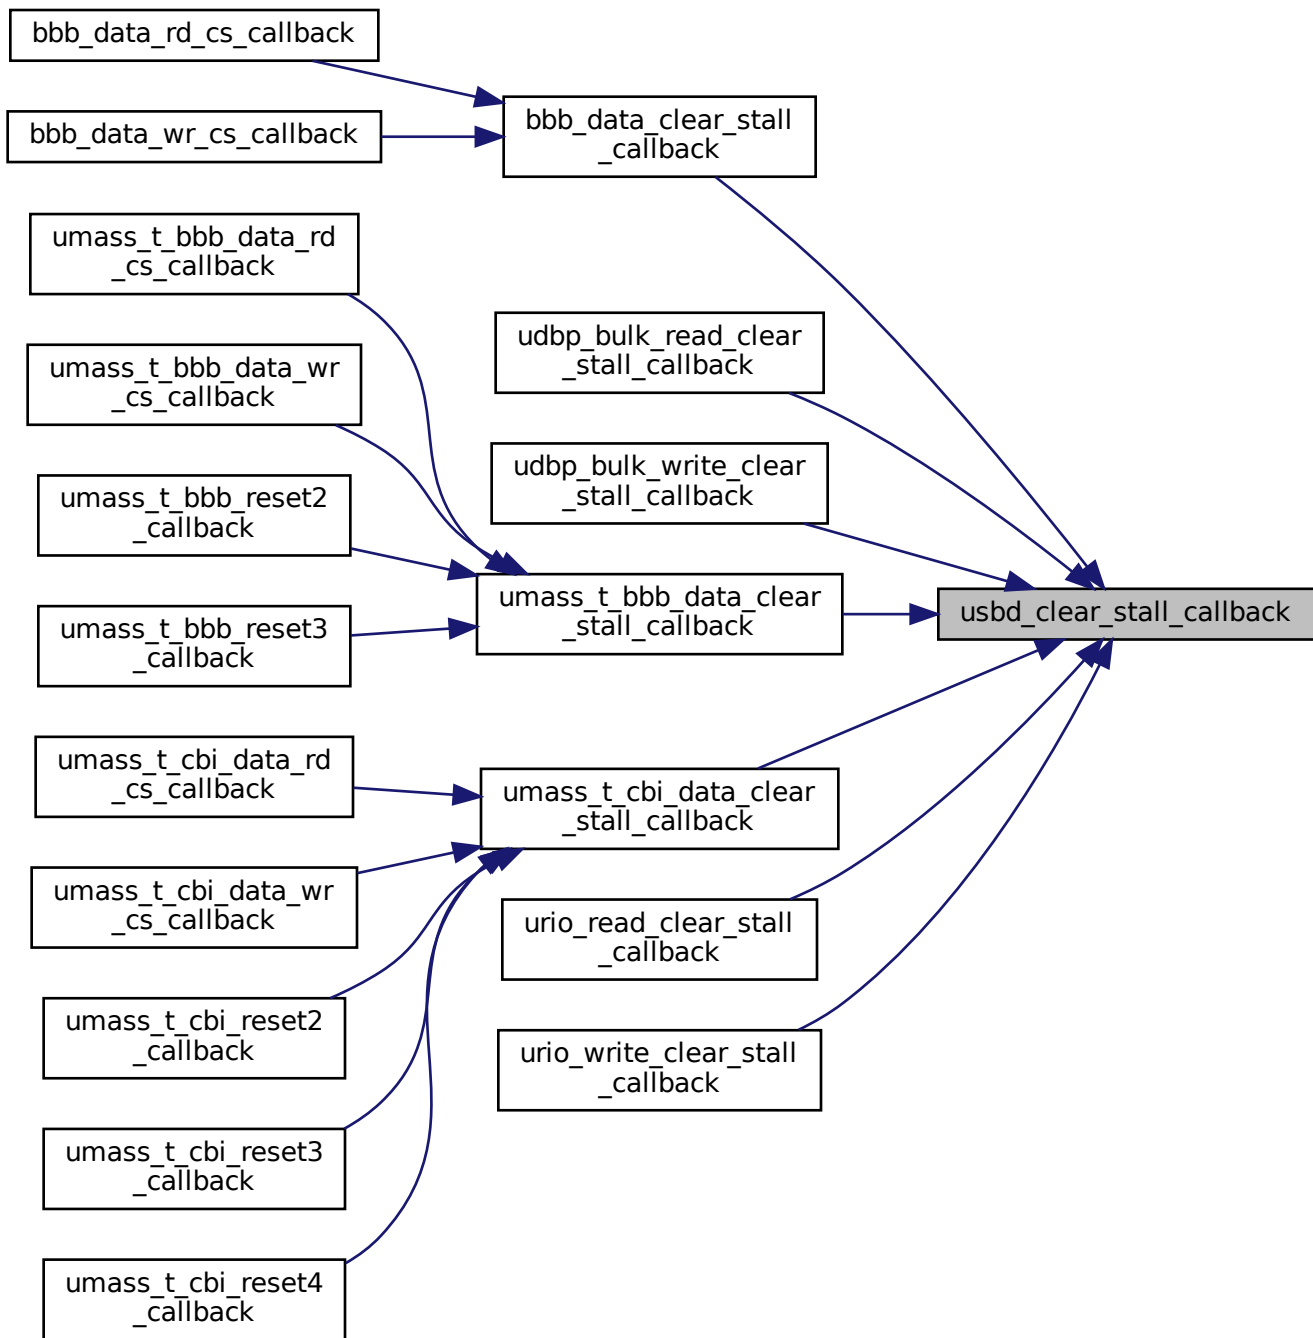 bbb_data_rd_cs_callback
bbb_data_wr_cs_callback
umass_t_bbb_data_rd
_cs_callback
umass_t_bbb_data_wr
_cs_callback
umass_t_bbb_reset2
_callback
umass_t_bbb_reset3
_callback
umass_t_cbi_data_rd
_cs_callback
umass_t_cbi_data_wr
_cs_callback
umass_t_cbi_reset2
_callback
umass_t_cbi_reset3
_callback
umass_t_cbi_reset4
_callback
bbb_data_clear_stall
_callback
udbp_bulk_read_clear
_stall_callback
udbp_bulk_write_clear
_stall_callback
umass_t_bbb_data_clear
_stall_callback
umass_t_cbi_data_clear
_stall_callback
urio_read_clear_stall
_callback
urio_write_clear_stall
_callback
usbd_clear_stall_callback